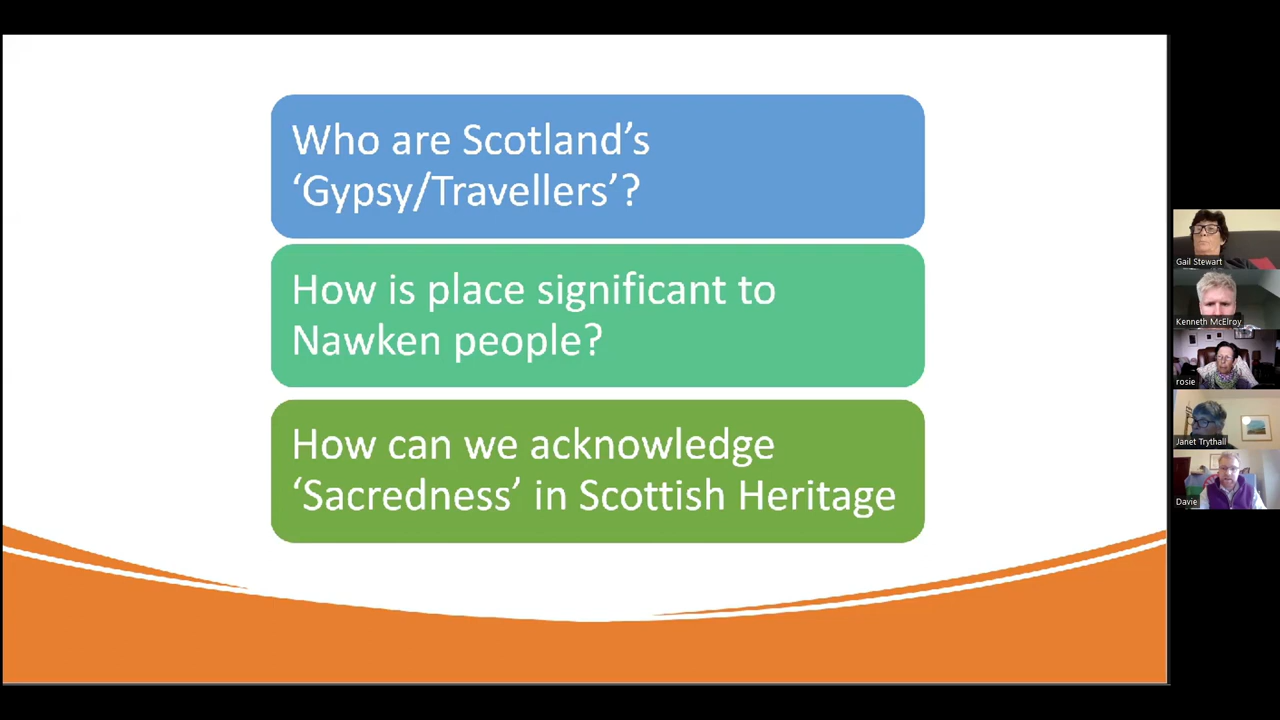 Who are Scotland’s
‘Gypsy/Travellers’?
How is place significant to
Nawken people?
How can we acknowledge
‘Sacredness’ in Scottish Heritage
Gail Stewart
Kenneth McElroy
rosie
Janet Trythall
Davie